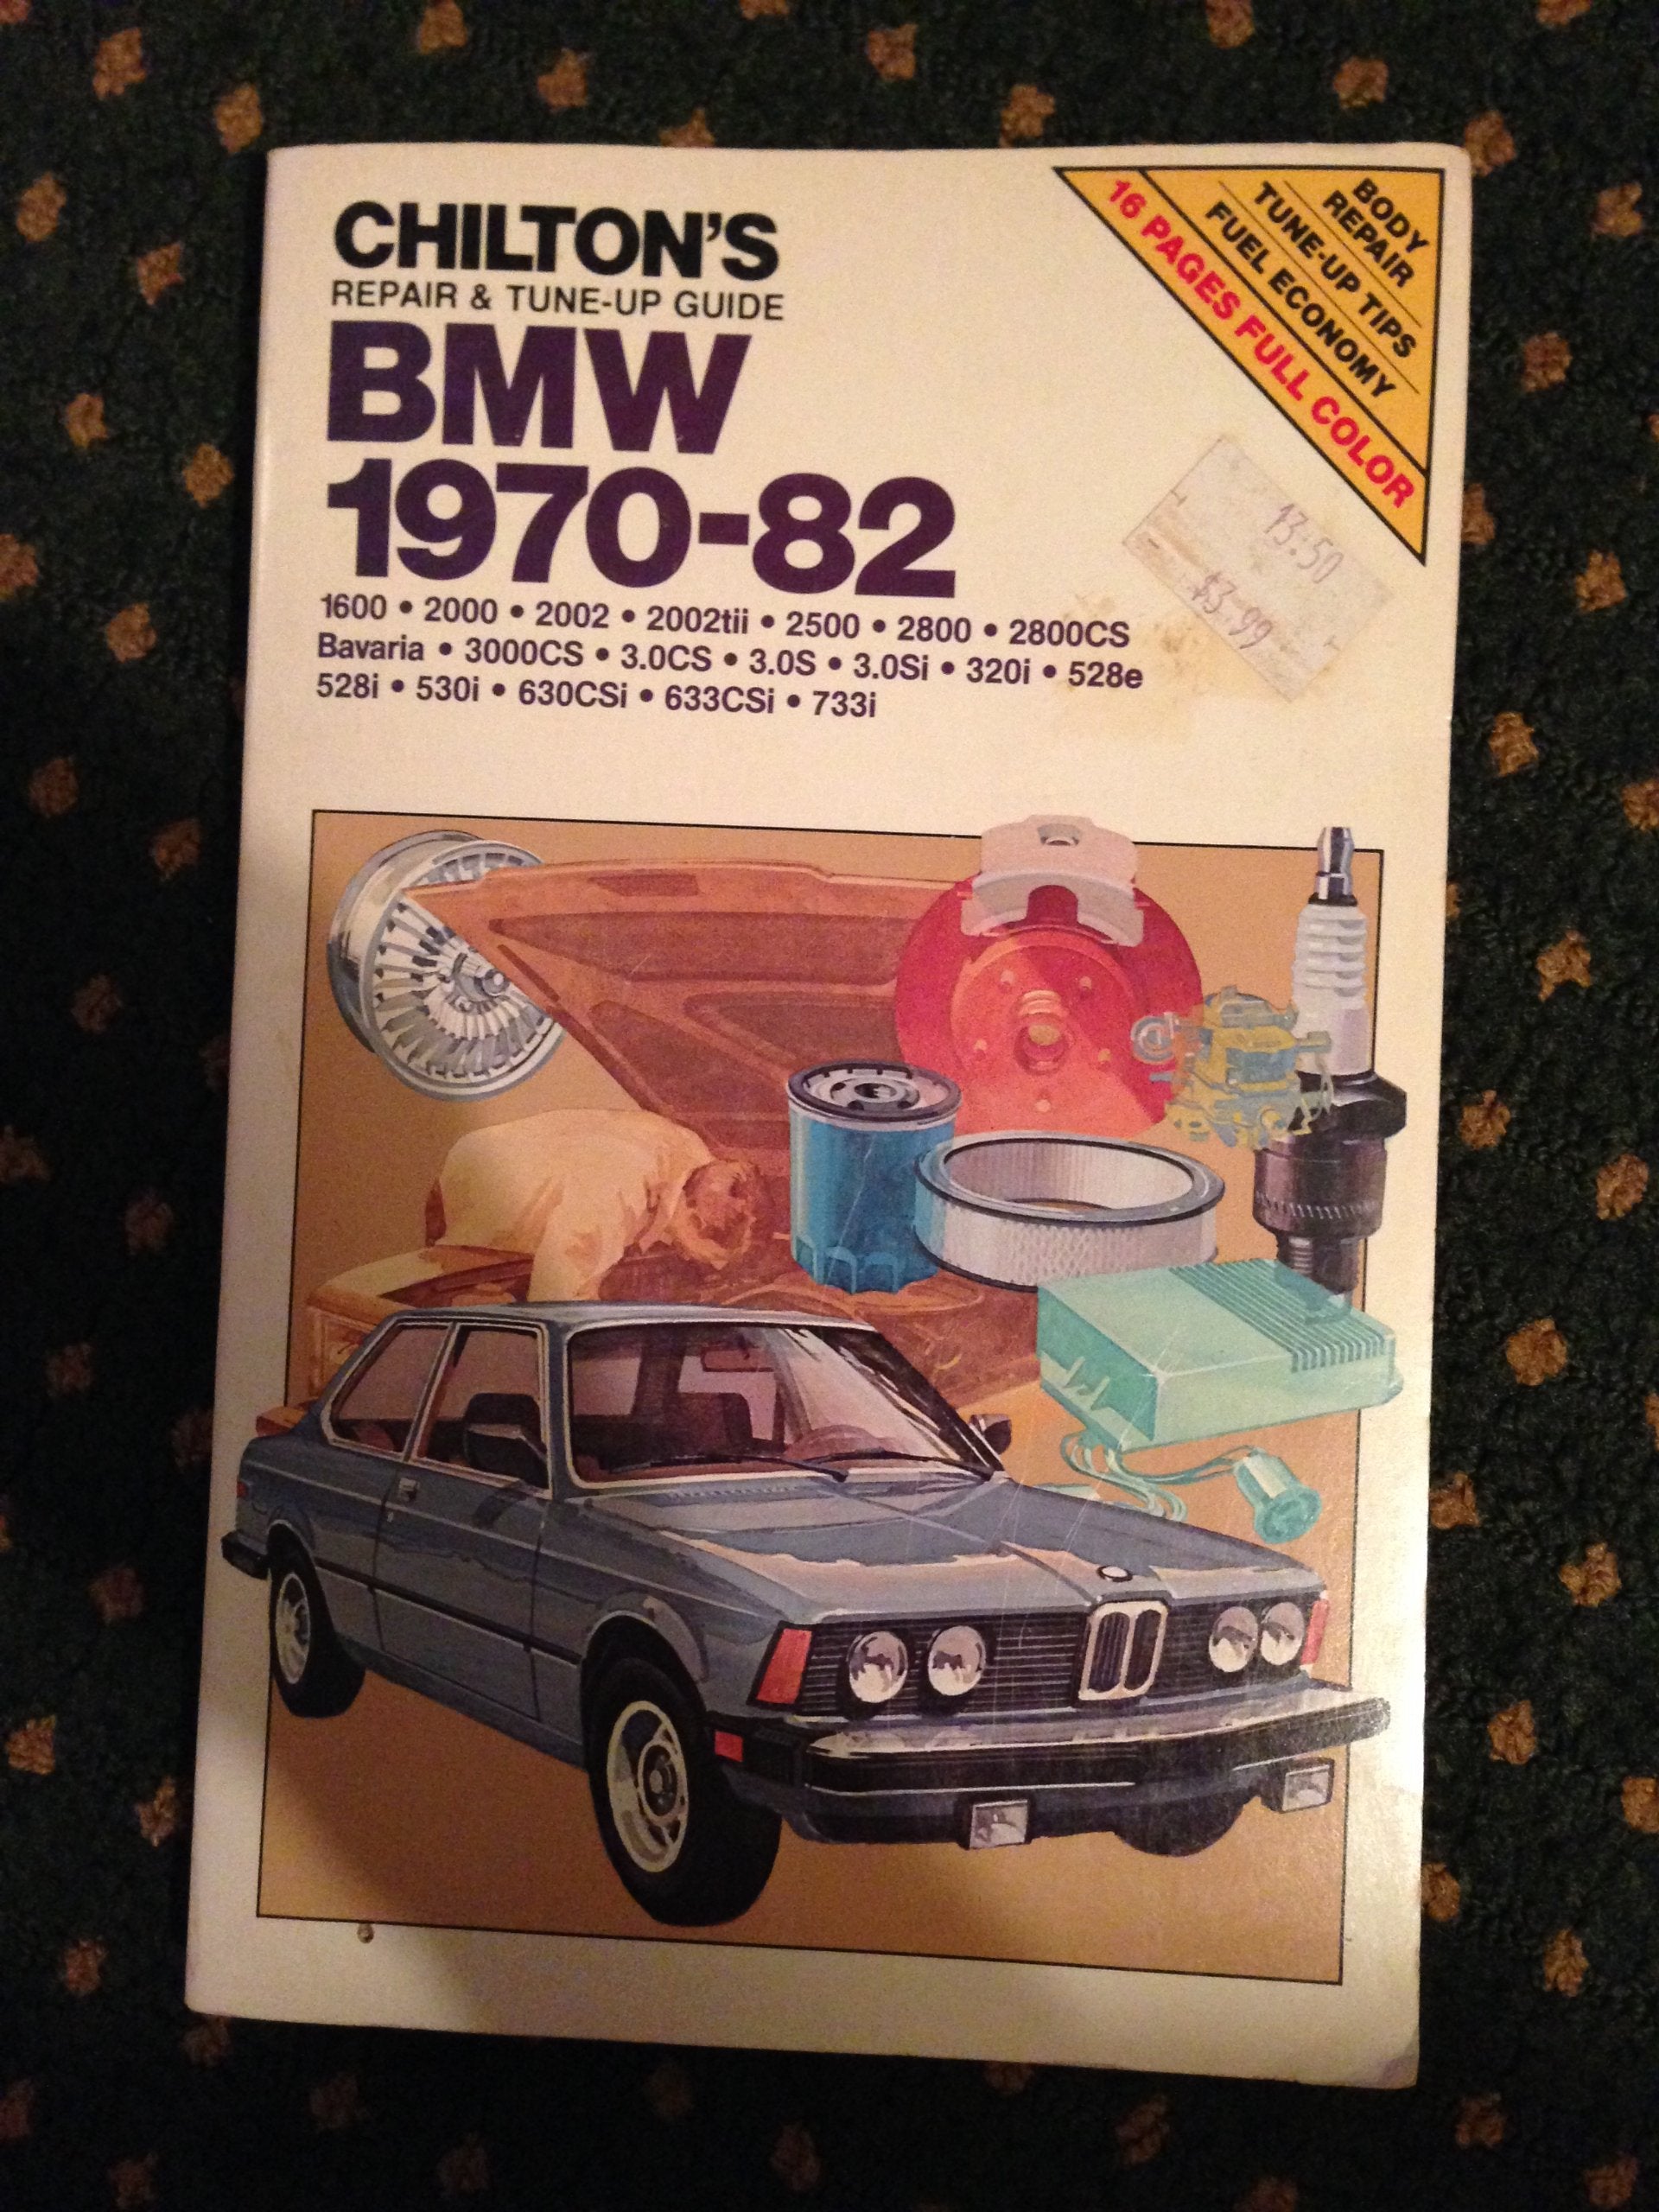 CHILTON'S
REPAIR & TUNE-UP GUIDE
BMW
1970-82
1600 • 2000 • 2002 • 2002tii • 2500 • 2800 • 2800CS
Bavaria • 3000CS • 3.0CS • 3.0S • 3.0Si • 320i • 528e
528i • 530i • 630CSi • 633CSi • 733i
BODY
REPAIR
TUNE-UP TIPS
FUEL ECONOMY
16 PAGES FULL COLOR
13:50
$3.99